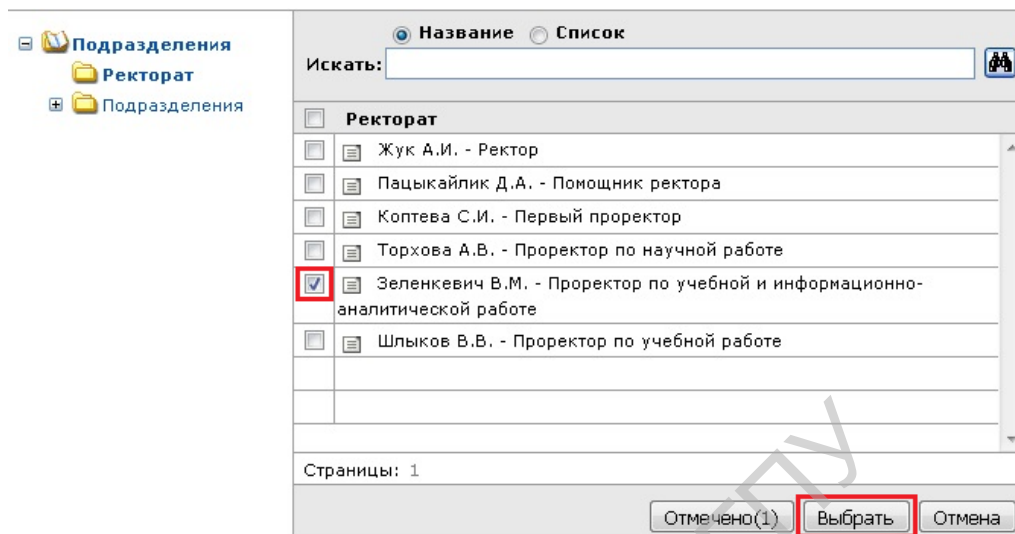 Подразделения
Ректорат
Подразделения
Название Список
Искать:
Ректорат
Жук А.И. - Ректор
Пацыкайлик Д.А. - Помощник ректора
Коптева С.И. - Первый проректор
Торхова А.В. - Проректор по научной работе
Зеленкевич В.М. - Проректор по учебной и информационно-
аналитической работе
Шлыков В.В. - Проректор по учебной работе
Страницы: 1
Отмечено(1) Выбрать Отмена